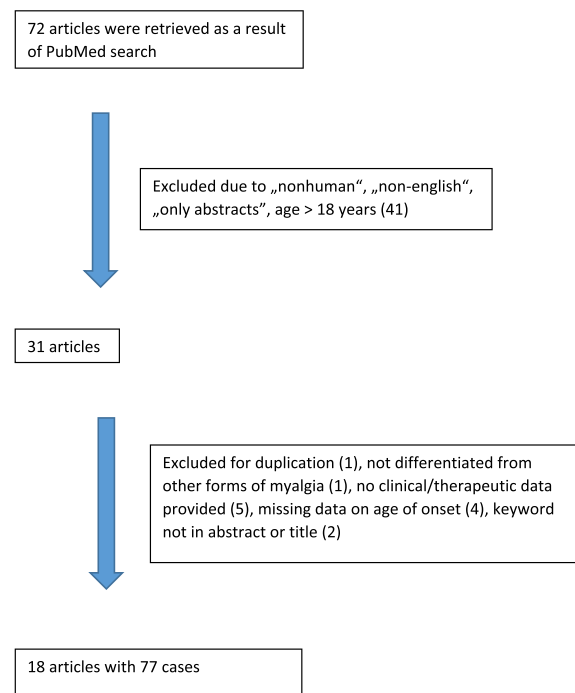 72 articles were retrieved as a result
of PubMed search
Excluded due to „nonhuman“, „non-english“,
„only abstracts”, age > 18 years (41)
31 articles
Excluded for duplication (1), not differentiated from
other forms of myalgia (1), no clinical/therapeutic data
provided (5), missing data on age of onset (4), keyword
not in abstract or title (2)
18 articles with 77 cases